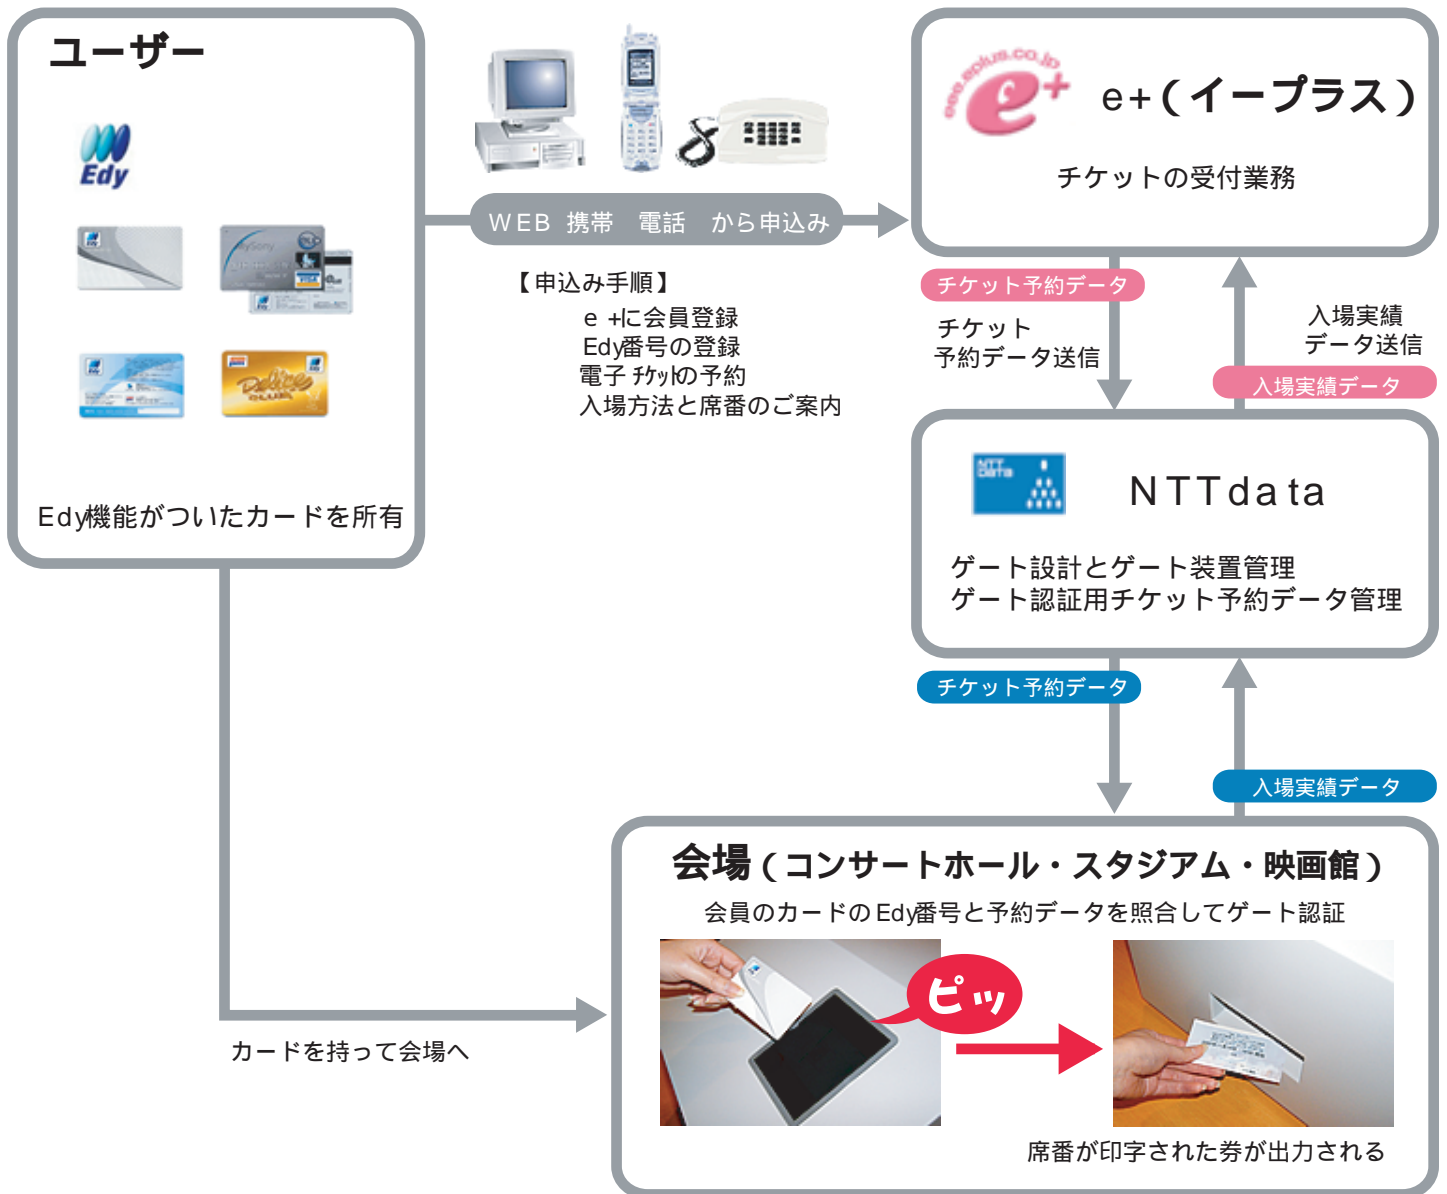 ユーザー
Edy
Edy機能がついたカードを所有
WEB 携帯 電話 から申込み
【申込み手順】
e+に会員登録
Edy番号の登録
電子チケットの予約
入場方法と席番のご案内
eee.eplus.co.jp
e+
e+(イープラス)
チケットの受付業務
チケット予約データ
チケット
予約データ送信
入場実績
データ送信
入場実績データ
NTT
DATA
NTTdata
ゲート設計とゲート装置管理
ゲート認証用チケット予約データ管理
チケット予約データ
入場実績データ
会場(コンサートホール・スタジアム・映画館)
会員のカードのEdy番号と予約データを照合してゲート認証
ピッ
席番が印字された券が出力される
カードを持って会場へ